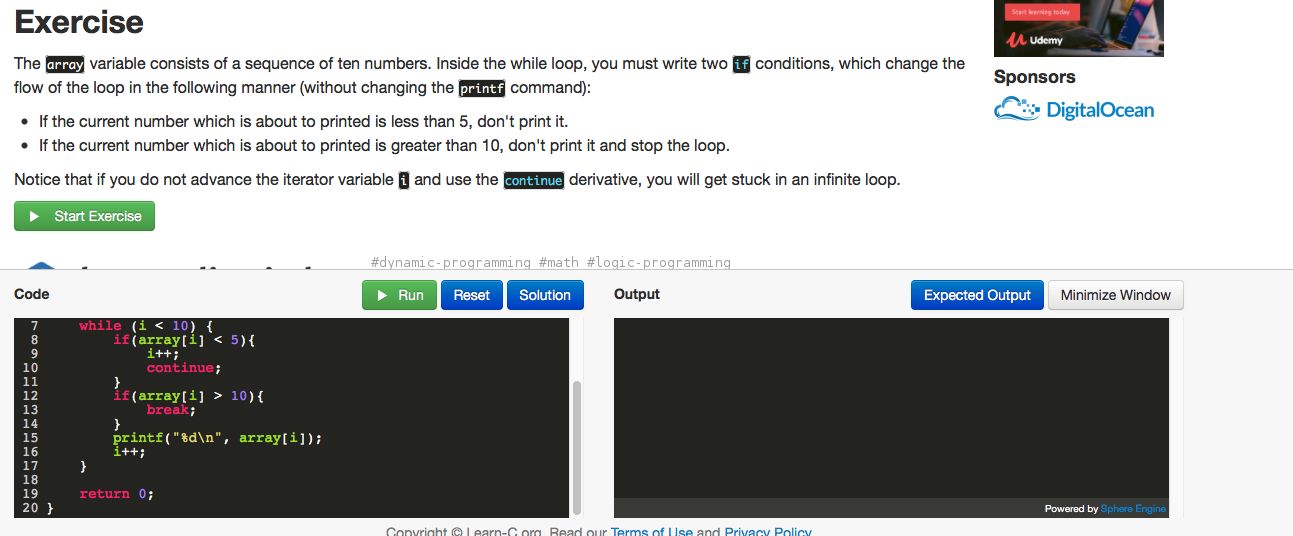 Exercise
The array variable consists of a sequence of ten numbers. Inside the while loop, you must write two if conditions, which change the
flow of the loop in the following manner (without changing the printf command):
If the current number which is about to printed is less than 5, don't print it.
If the current number which is about to printed is greater than 10, don't print it and stop the loop.
Notice that if you do not advance the iterator variable i and use the continue derivative, you will get stuck in an infinite loop.
Start Exercise
Start learning today
Udemy
Sponsors
DigitalOcean
#dynamic-programming #math #logic-programming
Code
Run
Reset
Solution
Output
Expected Output
Minimize Window
7 while (i < 10) {
8 if(array[i] < 5){
9 i++;
10 continue;
11 }
12 if(array[i] > 10){
13 break;
14 }
15 printf("%d\n", array[i]);
16 i++;
17 }
18
19 return 0;
20 }
Powered by Sphere Engine
Copyright © Learn-C.org. Read our Terms of Use and Privacy Policy